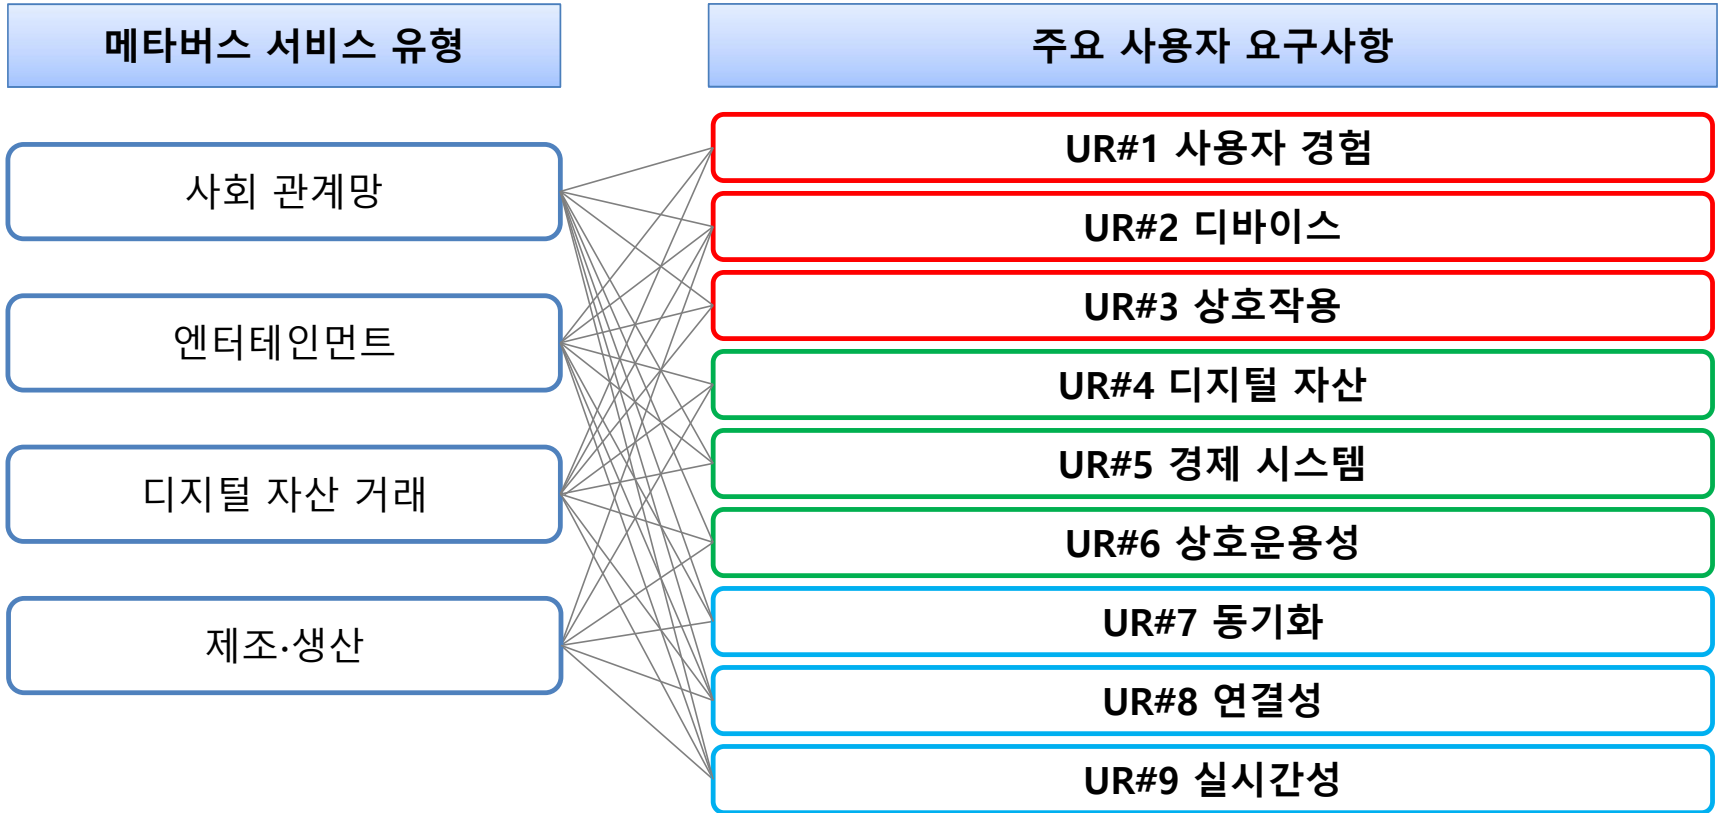 메타버스 서비스 유형
주요 사용자 요구사항
사회 관계망
엔터테인먼트
디지털 자산 거래
제조·생산
UR#1 사용자 경험
UR#2 디바이스
UR#3 상호작용
UR#4 디지털 자산
UR#5 경제 시스템
UR#6 상호운용성
UR#7 동기화
UR#8 연결성
UR#9 실시간성